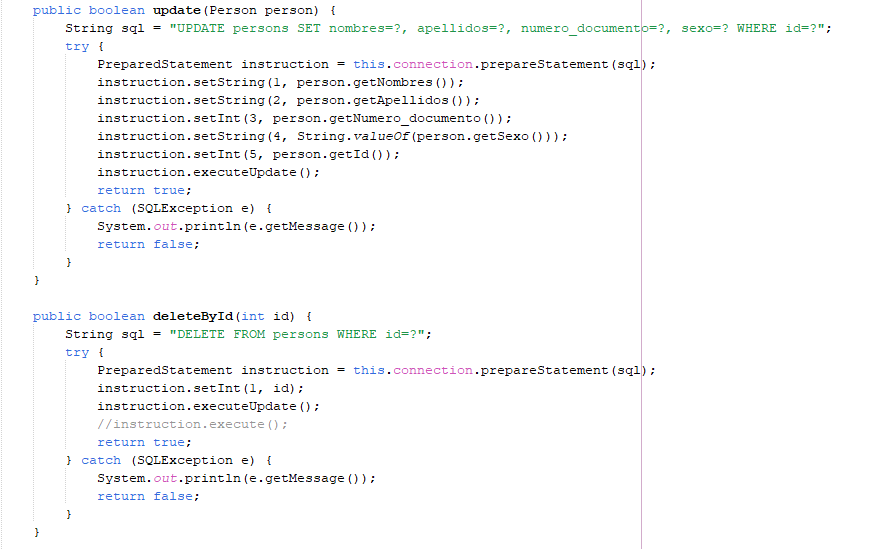 public boolean update(Person person) {
String sql = "UPDATE persons SET nombres=?, apellidos=?, numero_documento=?, sexo=? WHERE id=?";
try {
PreparedStatement instruction = this.connection.prepareStatement(sql);
instruction.setString(1, person.getNombres());
instruction.setString(2, person.getApellidos());
instruction.setInt(3, person.getNumero_documento());
instruction.setString(4, String.valueOf(person.getSexo()));
instruction.setInt(5, person.getId());
instruction.executeUpdate();
return true;
} catch (SQLException e) {
System.out.println(e.getMessage());
return false;
}
}
public boolean deleteById(int id) {
String sql = "DELETE FROM persons WHERE id=?";
try {
PreparedStatement instruction = this.connection.prepareStatement(sql);
instruction.setInt(1, id);
instruction.executeUpdate();
//instruction.execute();
return true;
} catch (SQLException e) {
System.out.println(e.getMessage());
return false;
}
}